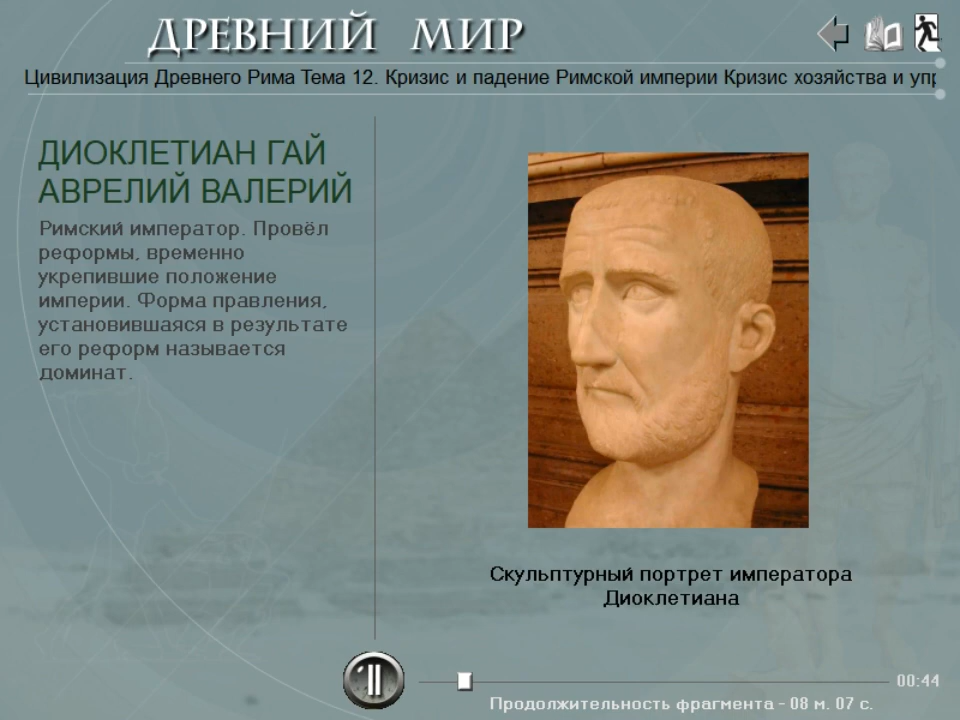 ДРЕВНИЙ МИР
Цивилизация Древнего Рима Тема 12. Кризис и падение Римской империи Кризис хозяйства и упр
ДИОКЛЕТИАН ГАЙ
АВРЕЛИЙ ВАЛЕРИЙ
Римский император. Провёл
реформы, временно
укрепившие положение
империи. Форма правления,
установившаяся в результате
его реформ называется
доминат.
Скульптурный портрет императора
Диоклетиана
00:44
Продолжительность фрагмента - 08 м. 07 с.